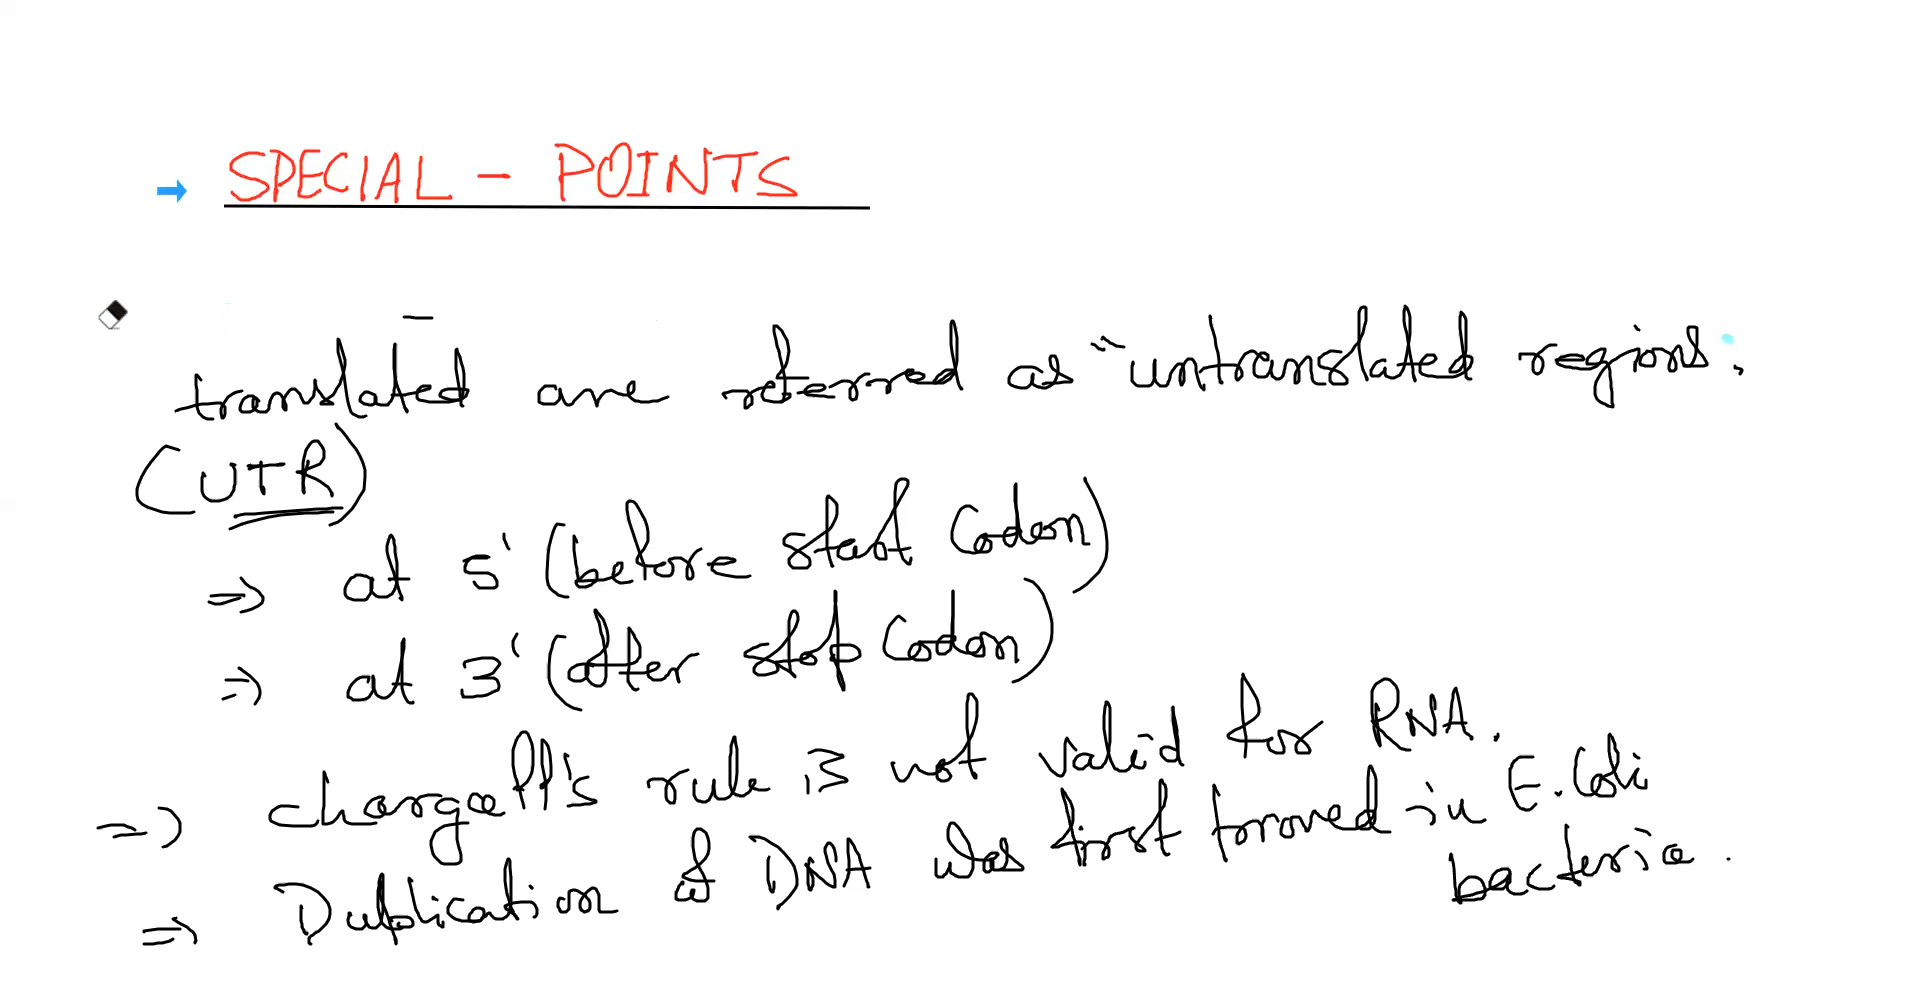 → SPECIAL - POINTS
translated are referred as "untranslated regions.
(UTR)
⇒ at 5' (before start codon)
⇒ at 3' (after stop codon)
⇒ chargaff's rule is not valid for RNA.
⇒ Duplication of DNA was first proved in E. Coli
bacteria.